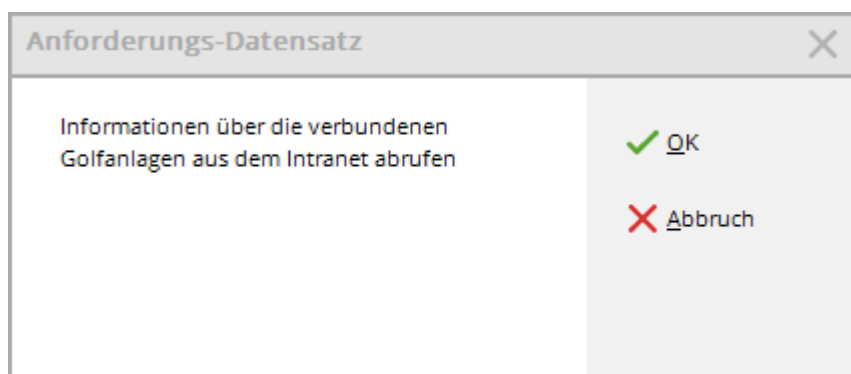 Anforderungs-Datensatz
Informationen über die verbundenen
Golfanlagen aus dem Intranet abrufen
OK
Abbruch